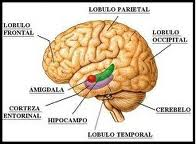 LOBULO PARIETAL
LOBULO
FRONTAL
LOBULO
OCCIPITAL
AMIGDALA
CORTEZA
ENTORINAL
HIPOCAMPO
CEREBELO
LOBULO TEMPORAL